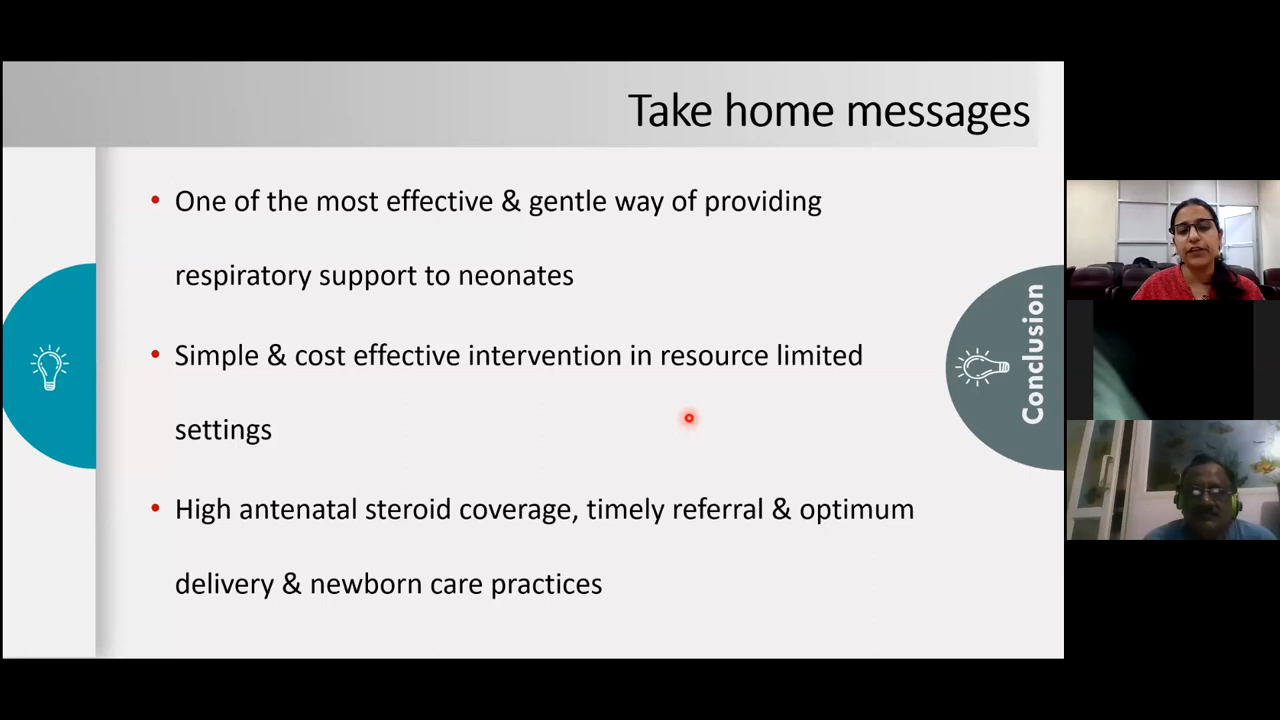 Take home messages
• One of the most effective & gentle way of providing
respiratory support to neonates
• Simple & cost effective intervention in resource limited
settings
• High antenatal steroid coverage, timely referral & optimum
delivery & newborn care practices
Conclusion